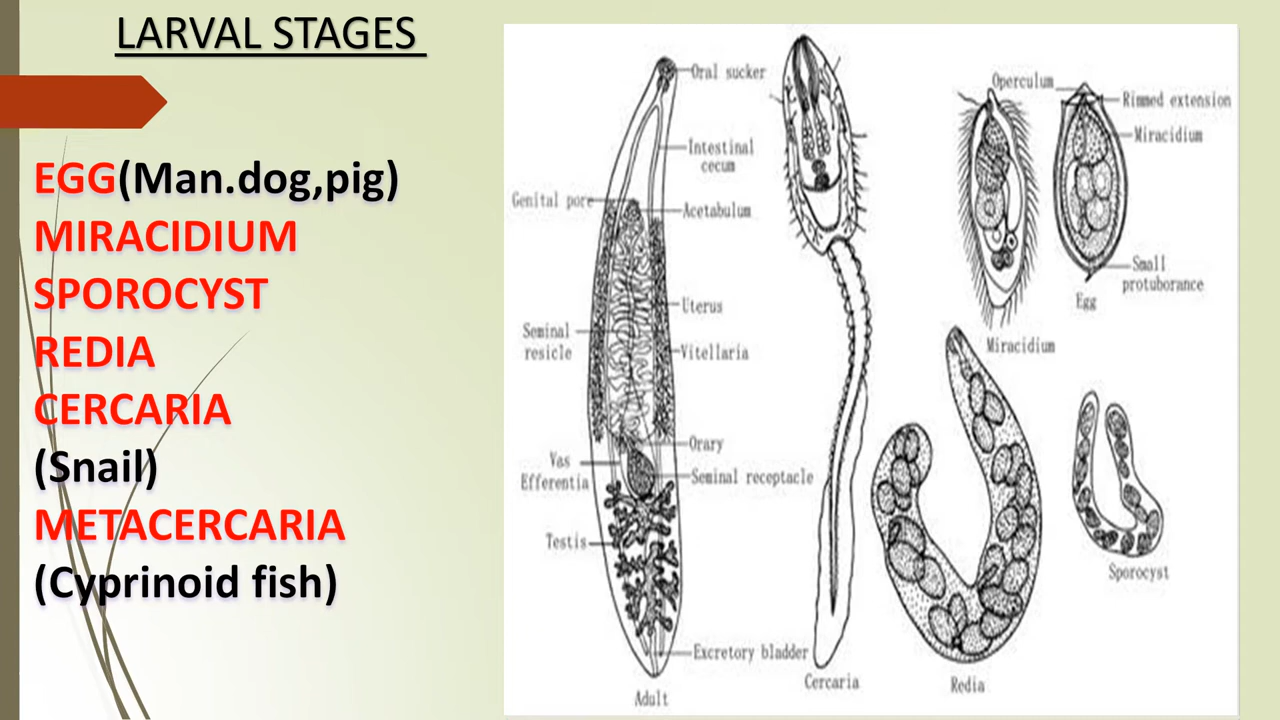 LARVAL STAGES
EGG(Man.dog,pig)
MIRACIDIUM
SPOROCYST
REDIA
CERCARIA
(Snail)
METACERCARIA
(Cyprinoid fish)
Oral sucker
Intestinal
cecum
Genital pore
Acetabulum
Uterus
Seminal
resicle
Vitellaria
Orary
Vas
Efferentia
Seminal receptacle
Testis
Excretory bladder
Adult
Cercaria
Operculum
Rimmed extension
Miracidium
Small
protuborance
Egg
Miracidium
Redia
Sporocyst